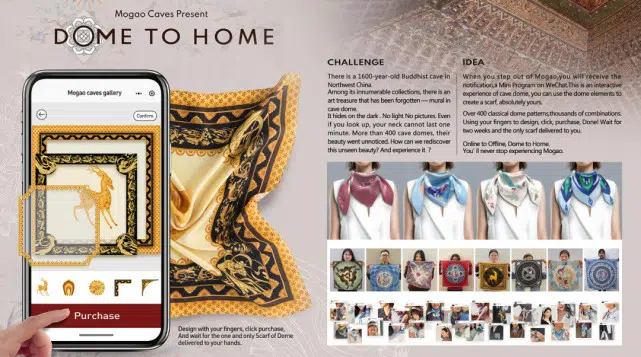 Mogao Caves Present
DOME TO HOME
Mogao caves gallery
Confirm
Purchase
Design with your fingers, click purchase,
And wait for the one and only Scarf of Dome
delivered to your hands.
CHALLENGE
There is a 1600-year-old Buddhist cave in
Northwest China.
Among its innumerable collections, there is an
art treasure that has been forgotten — mural in
cave dome.
It hides on the dark . No light No pictures. Even
if you look up, your neck cannot last one
minute. More than 400 cave domes, their
beauty went unnoticed. How can we rediscover
this unseen beauty? And experience it ?
IDEA
When you step out of Mogao,you will receive the
notification,a Mini Program on WeChat.This is an interactive
experience of cave dome, you can use the dome elements to
create a scarf, absolutely yours.
Over 400 classical dome patterns,thousands of combinations.
Using your fingers to design, click, purchase, Done! Wait for
two weeks and the only scarf delivered to you.
Online to Offline, Dome to Home.
You' ll never stop experiencing Mogao.